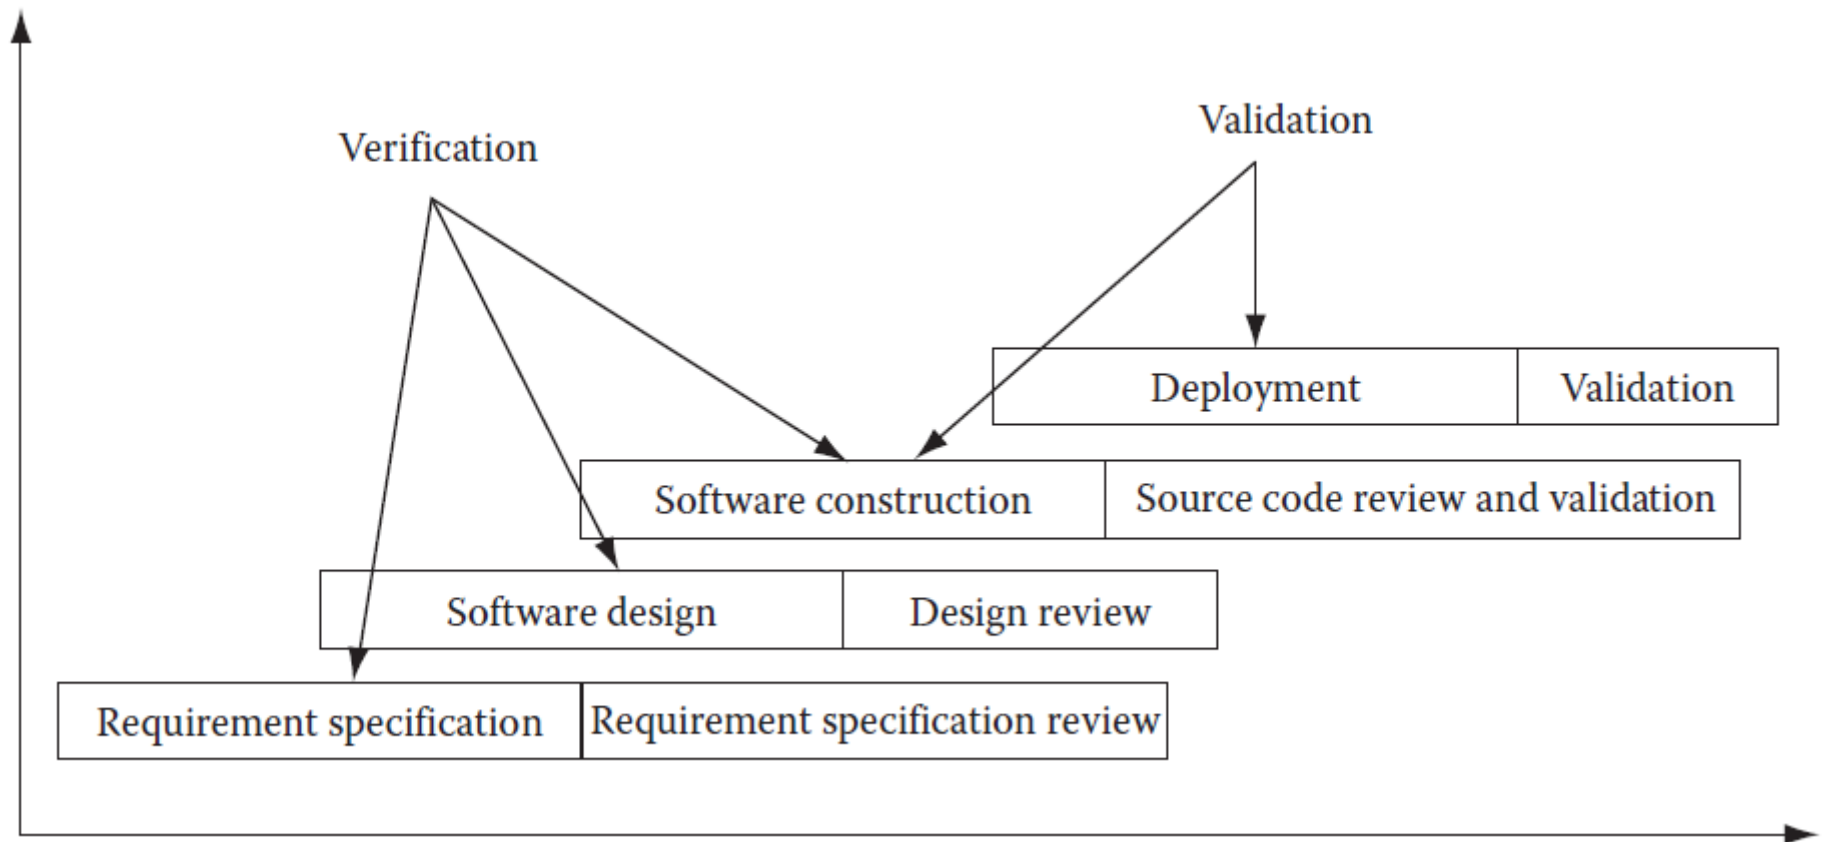 Validation
Verification
Deployment
Validation
Software construction
Source code review and validation
Software design
Design review
Requirement specification
Requirement specification review